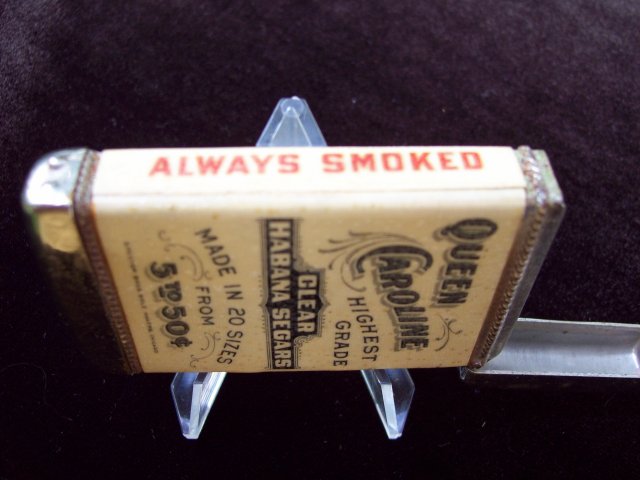 ALWAYS SMOKED
QUEEN
CAROLINE
HIGHEST
GRADE
CLEAR
HABANA SEGARS
MADE IN 20 SIZES
FROM
5 TO 50¢